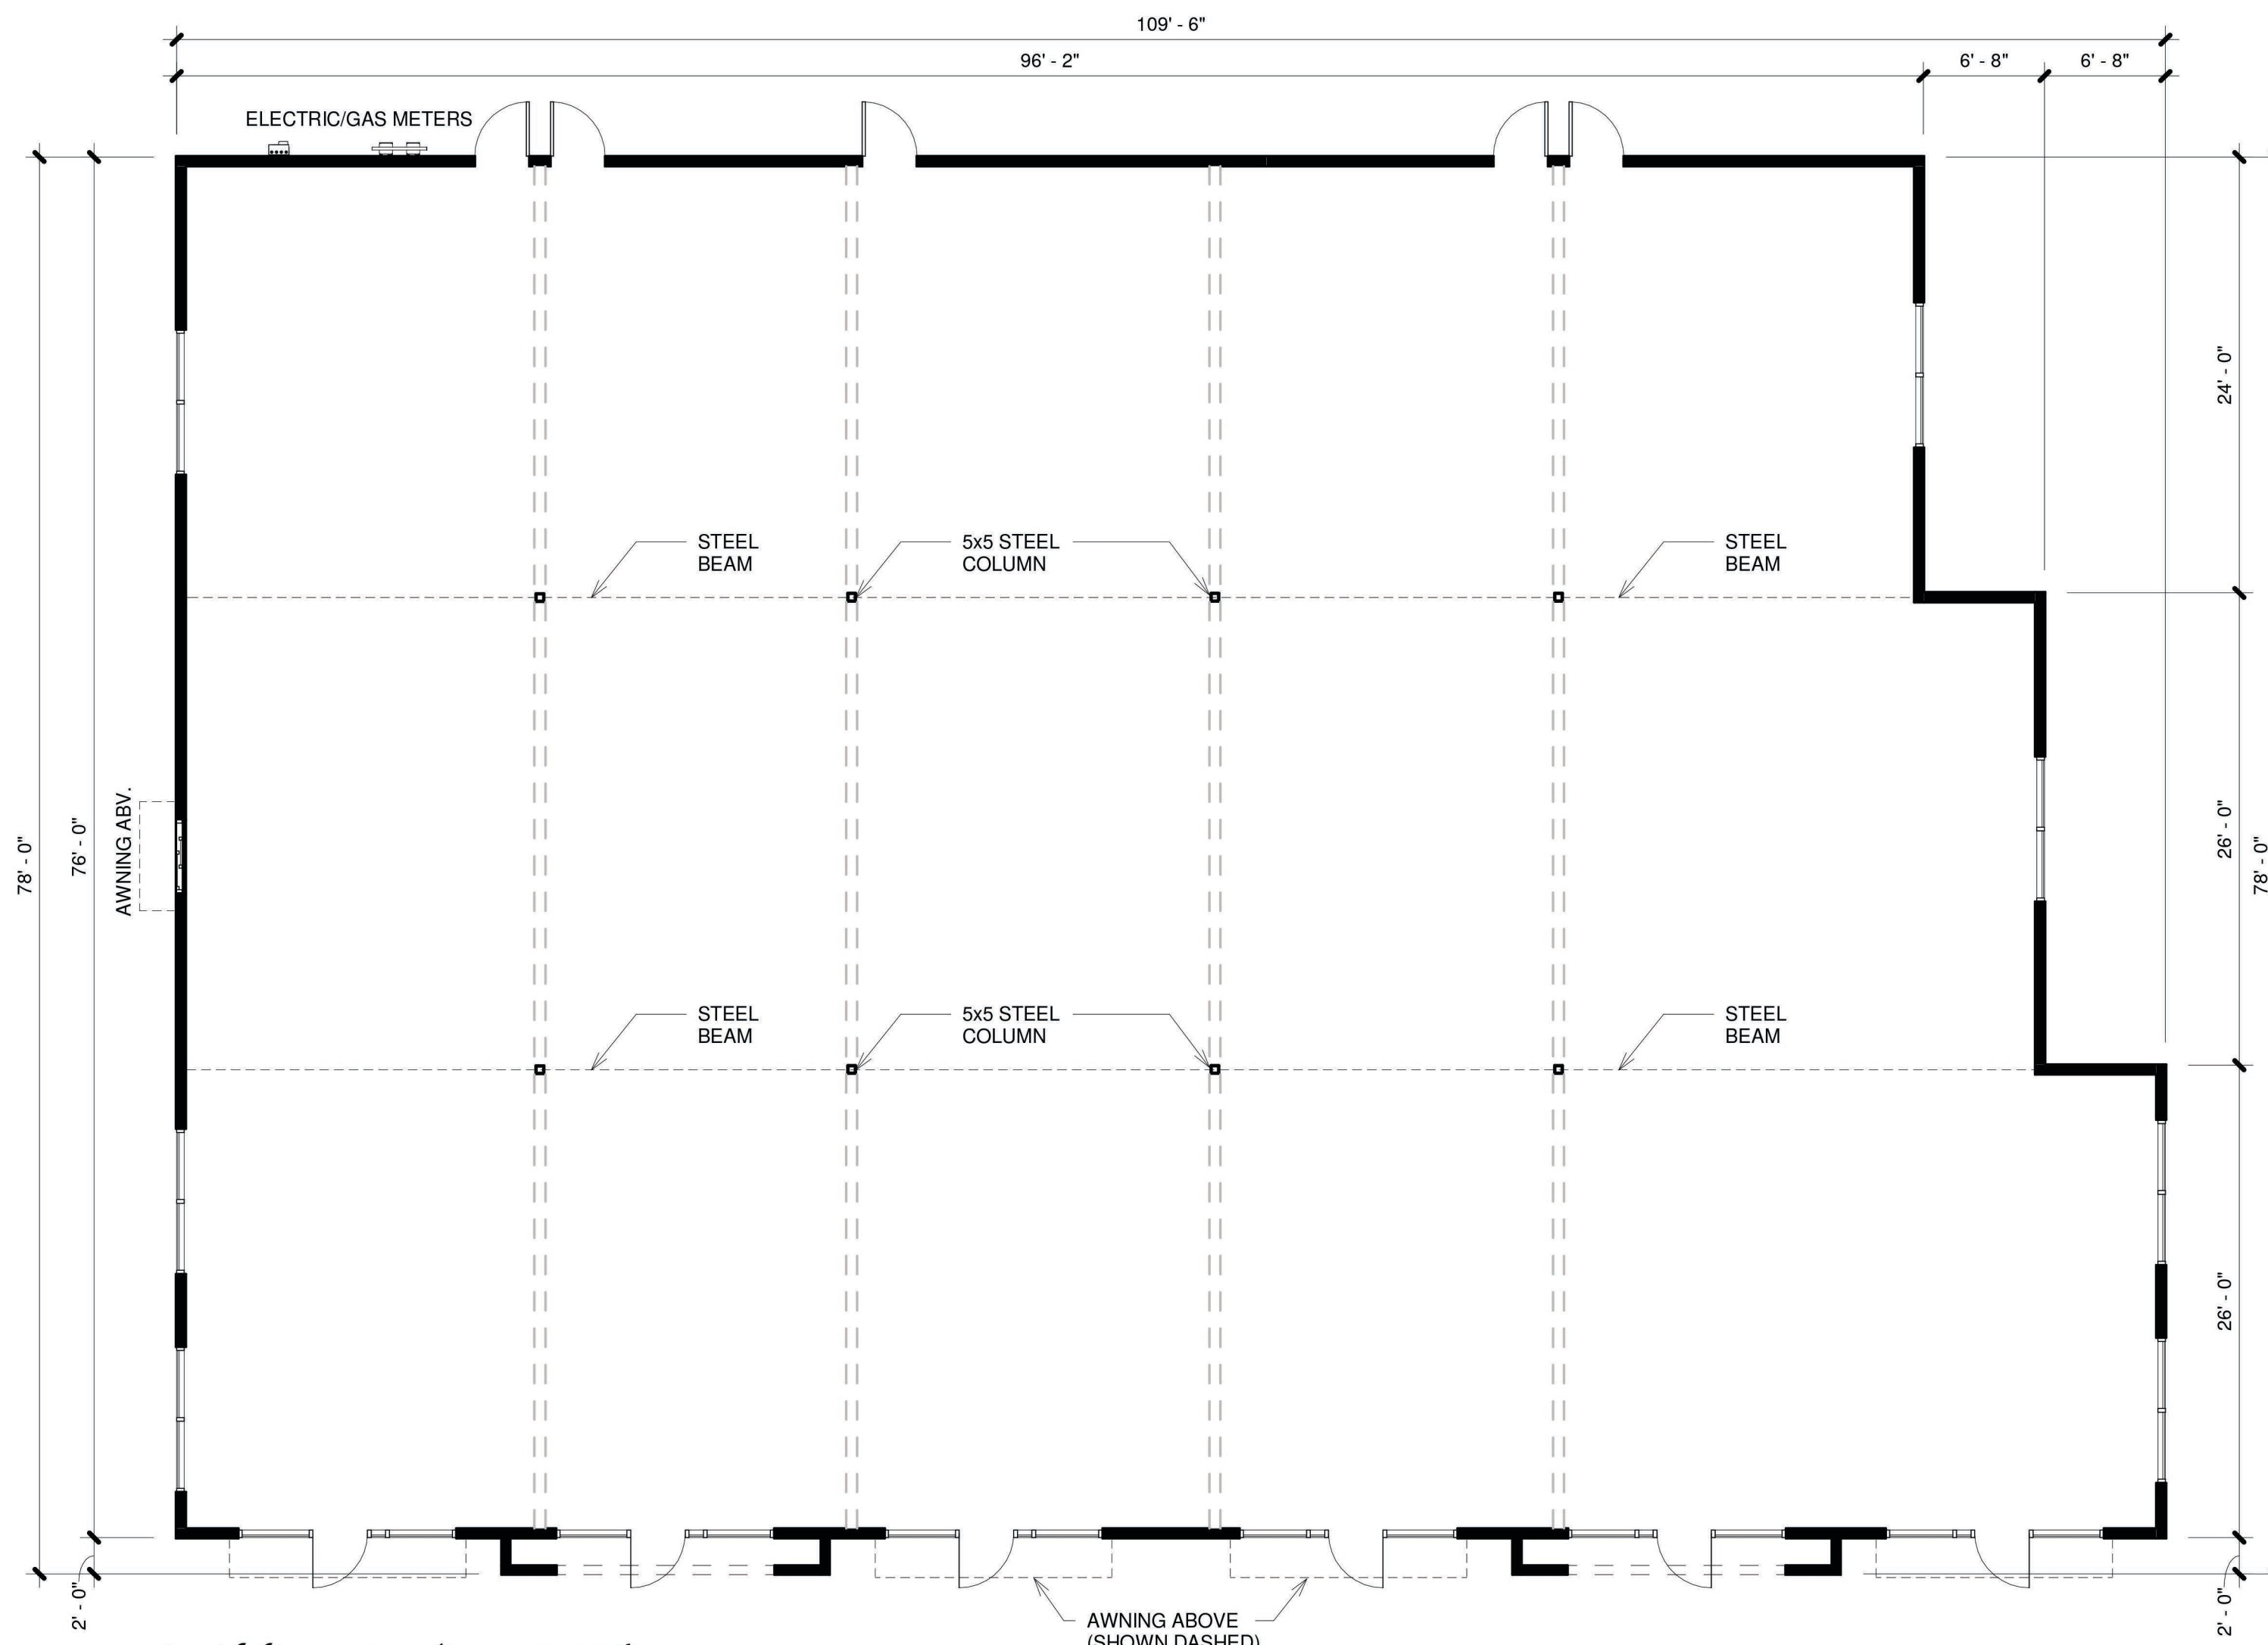 109' - 6"
96' - 2"
6' - 8"
6' - 8"
ELECTRIC/GAS METERS
24' - 0"
STEEL
BEAM
5x5 STEEL
COLUMN
STEEL
BEAM
AWNING ABV.
78' - 0"
76' - 0"
26' - 0"
78' - 0"
STEEL
BEAM
5x5 STEEL
COLUMN
STEEL
BEAM
26' - 0"
2' - 0"
2' - 0"
AWNING ABOVE
(SHOWN DASHED)